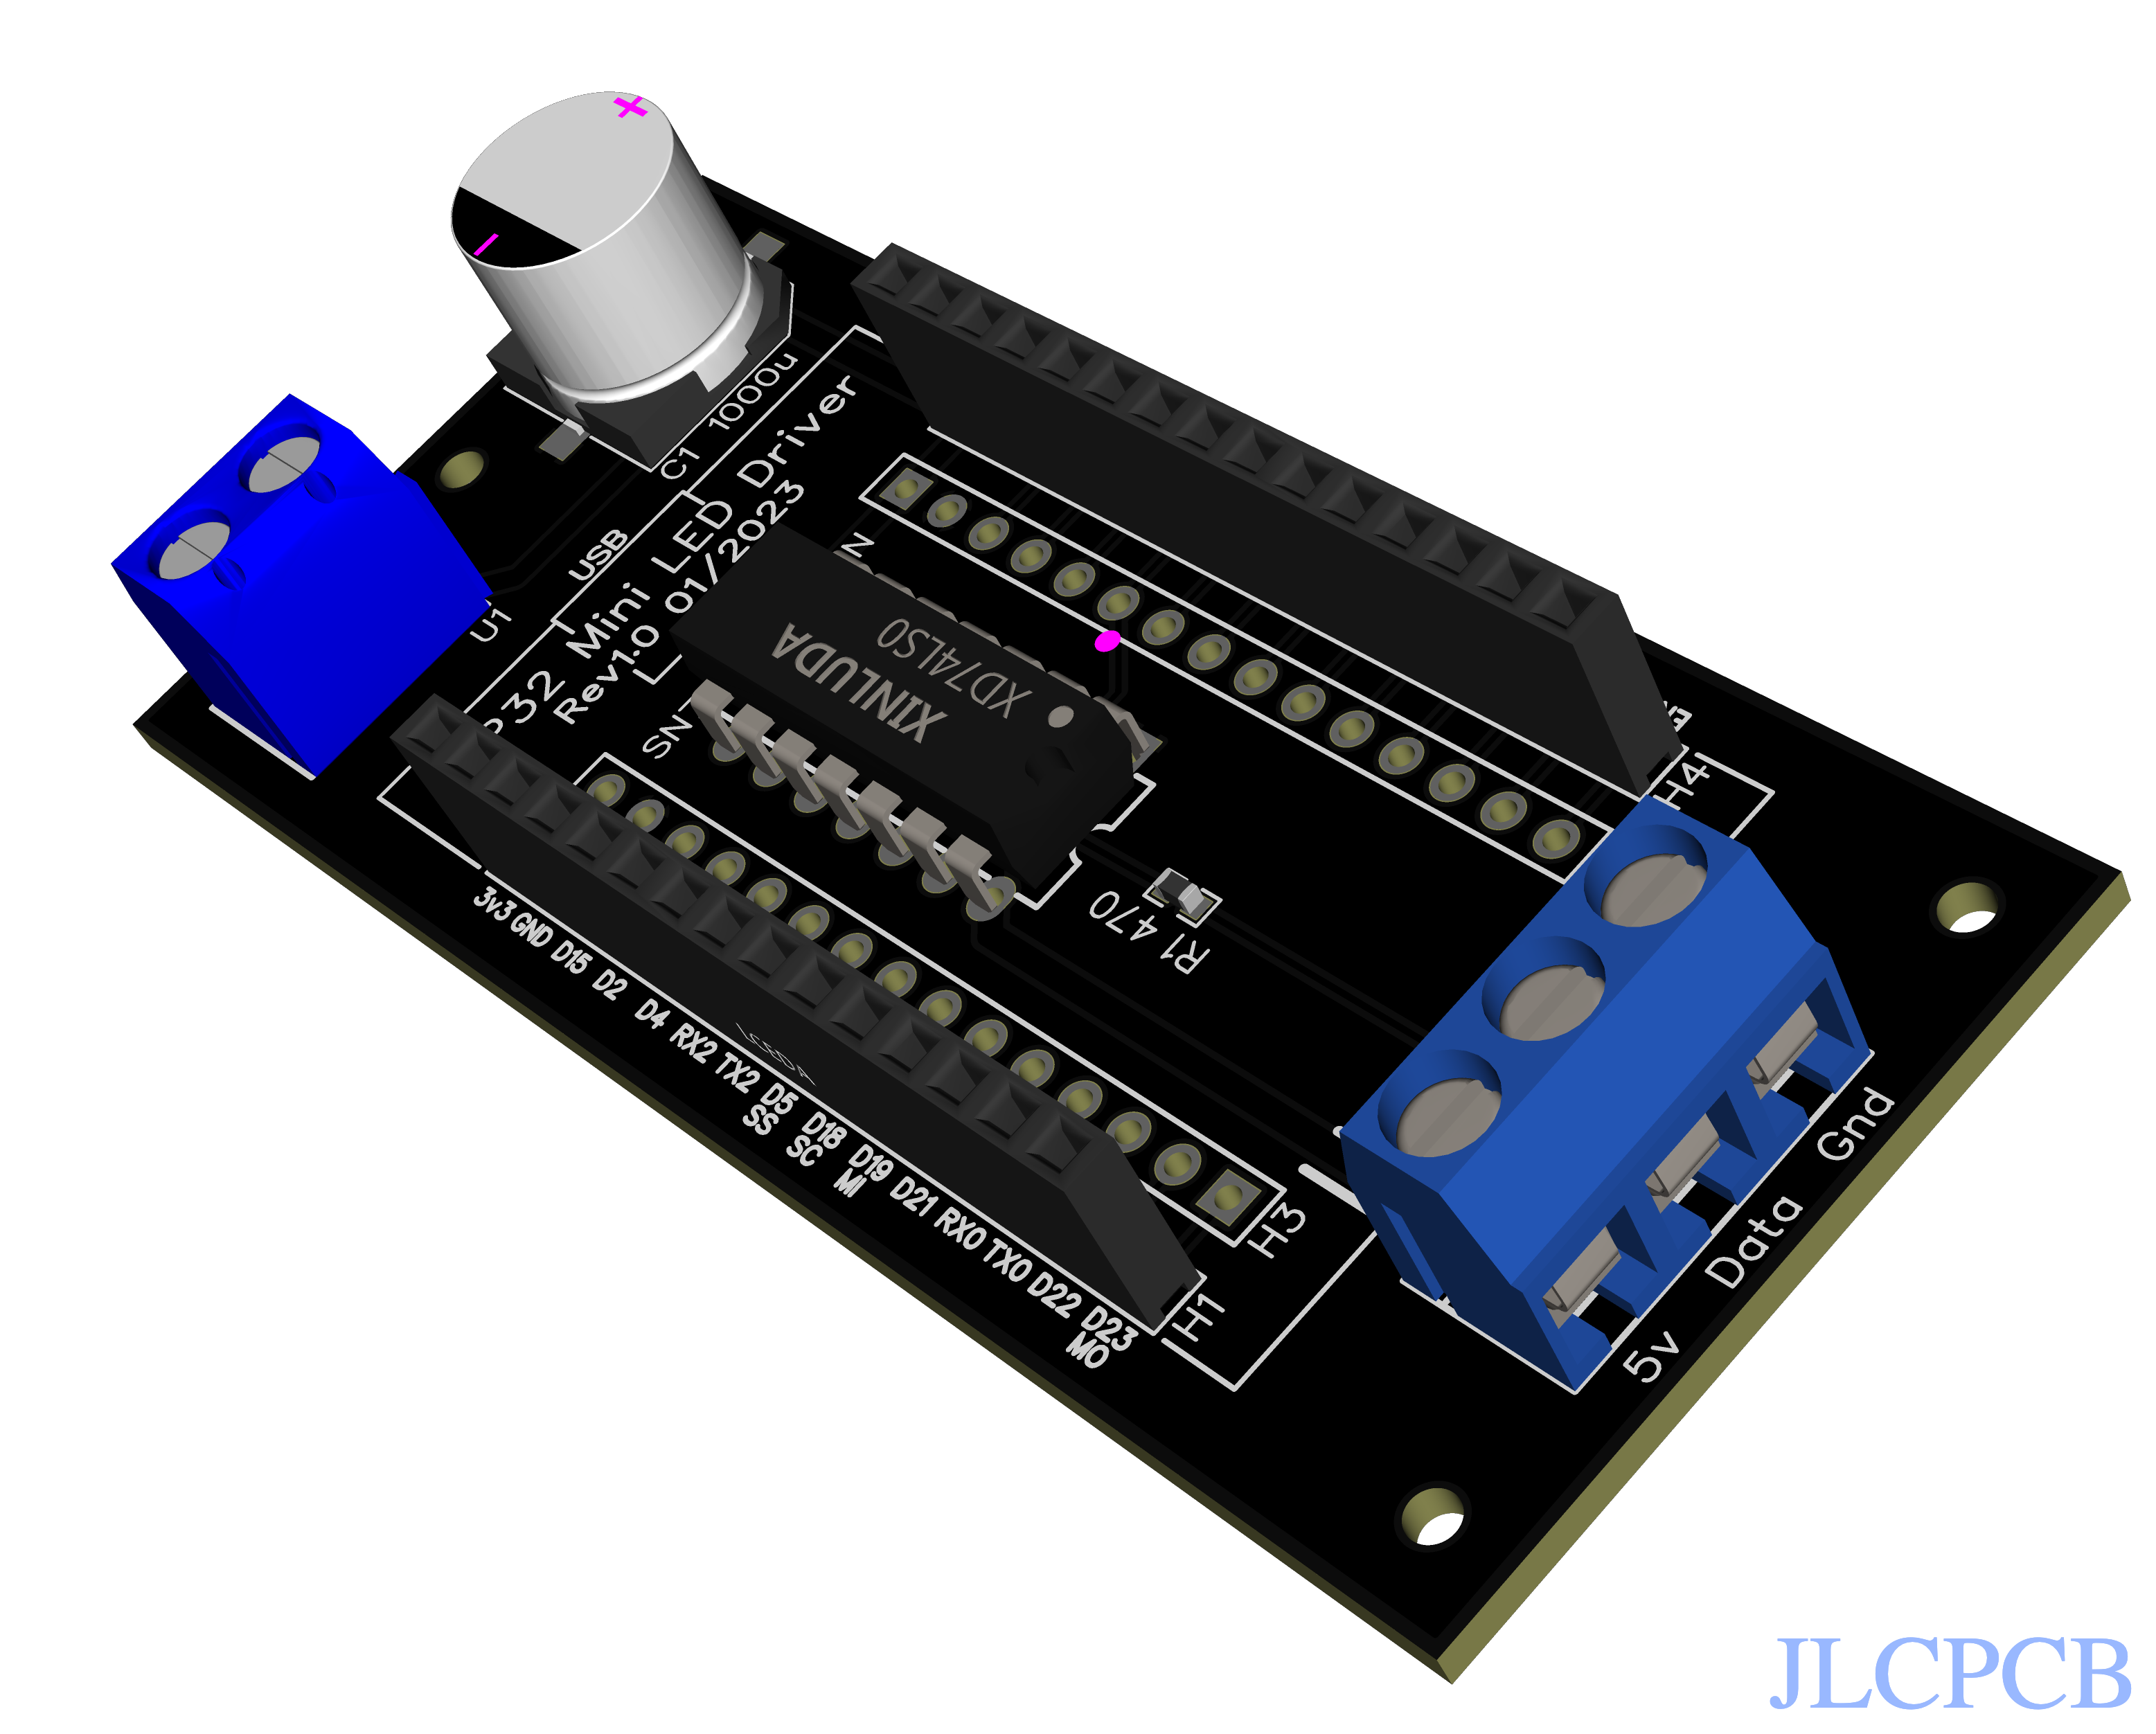 +
-
C1 1000u
USB
U1
P32 Mini LED Driver
Rev1.0 01/2023
SN
N
XINLUDA
XD74LS0
R1 470
H4
H3
H1
3v3 GND D15 D2 D4 RX2 TX2 D5 D18 D19 D21 RX0 TX0 D22 D23
SS SC MI MO
Gnd
Data
5v
JLCPCB